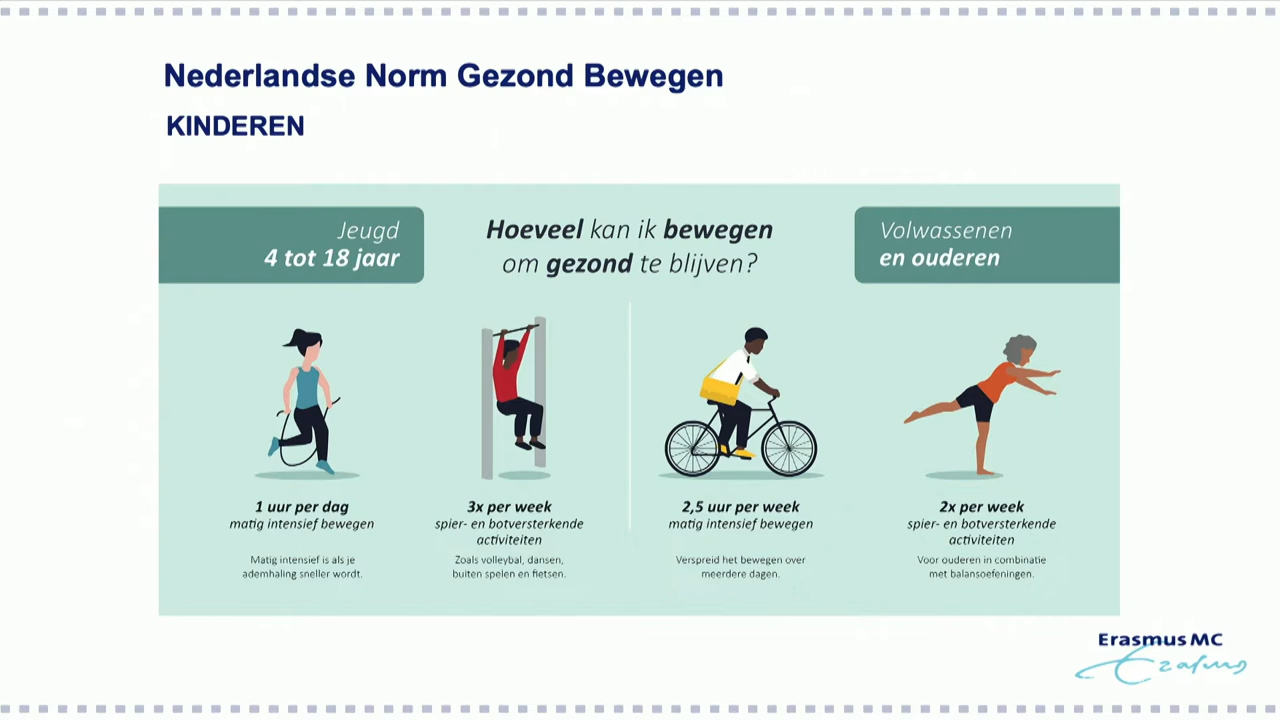 Nederlandse Norm Gezond Bewegen
KINDEREN
Jeugd
4 tot 18 jaar
Hoeveel kan ik bewegen
om gezond te blijven?
Volwassenen
en ouderen
1 uur per dag
matig intensief bewegen
Matig intensief is als je
ademhaling sneller wordt.
3x per week
spier- en botversterkende
activiteiten
Zoals volleybal, dansen,
buiten spelen en fietsen.
2,5 uur per week
matig intensief bewegen
Verspreid het bewegen over
meerdere dagen.
2x per week
spier- en botversterkende
activiteiten
Voor ouderen in combinatie
met balansoefeningen.
Erasmus MC
Erasmus